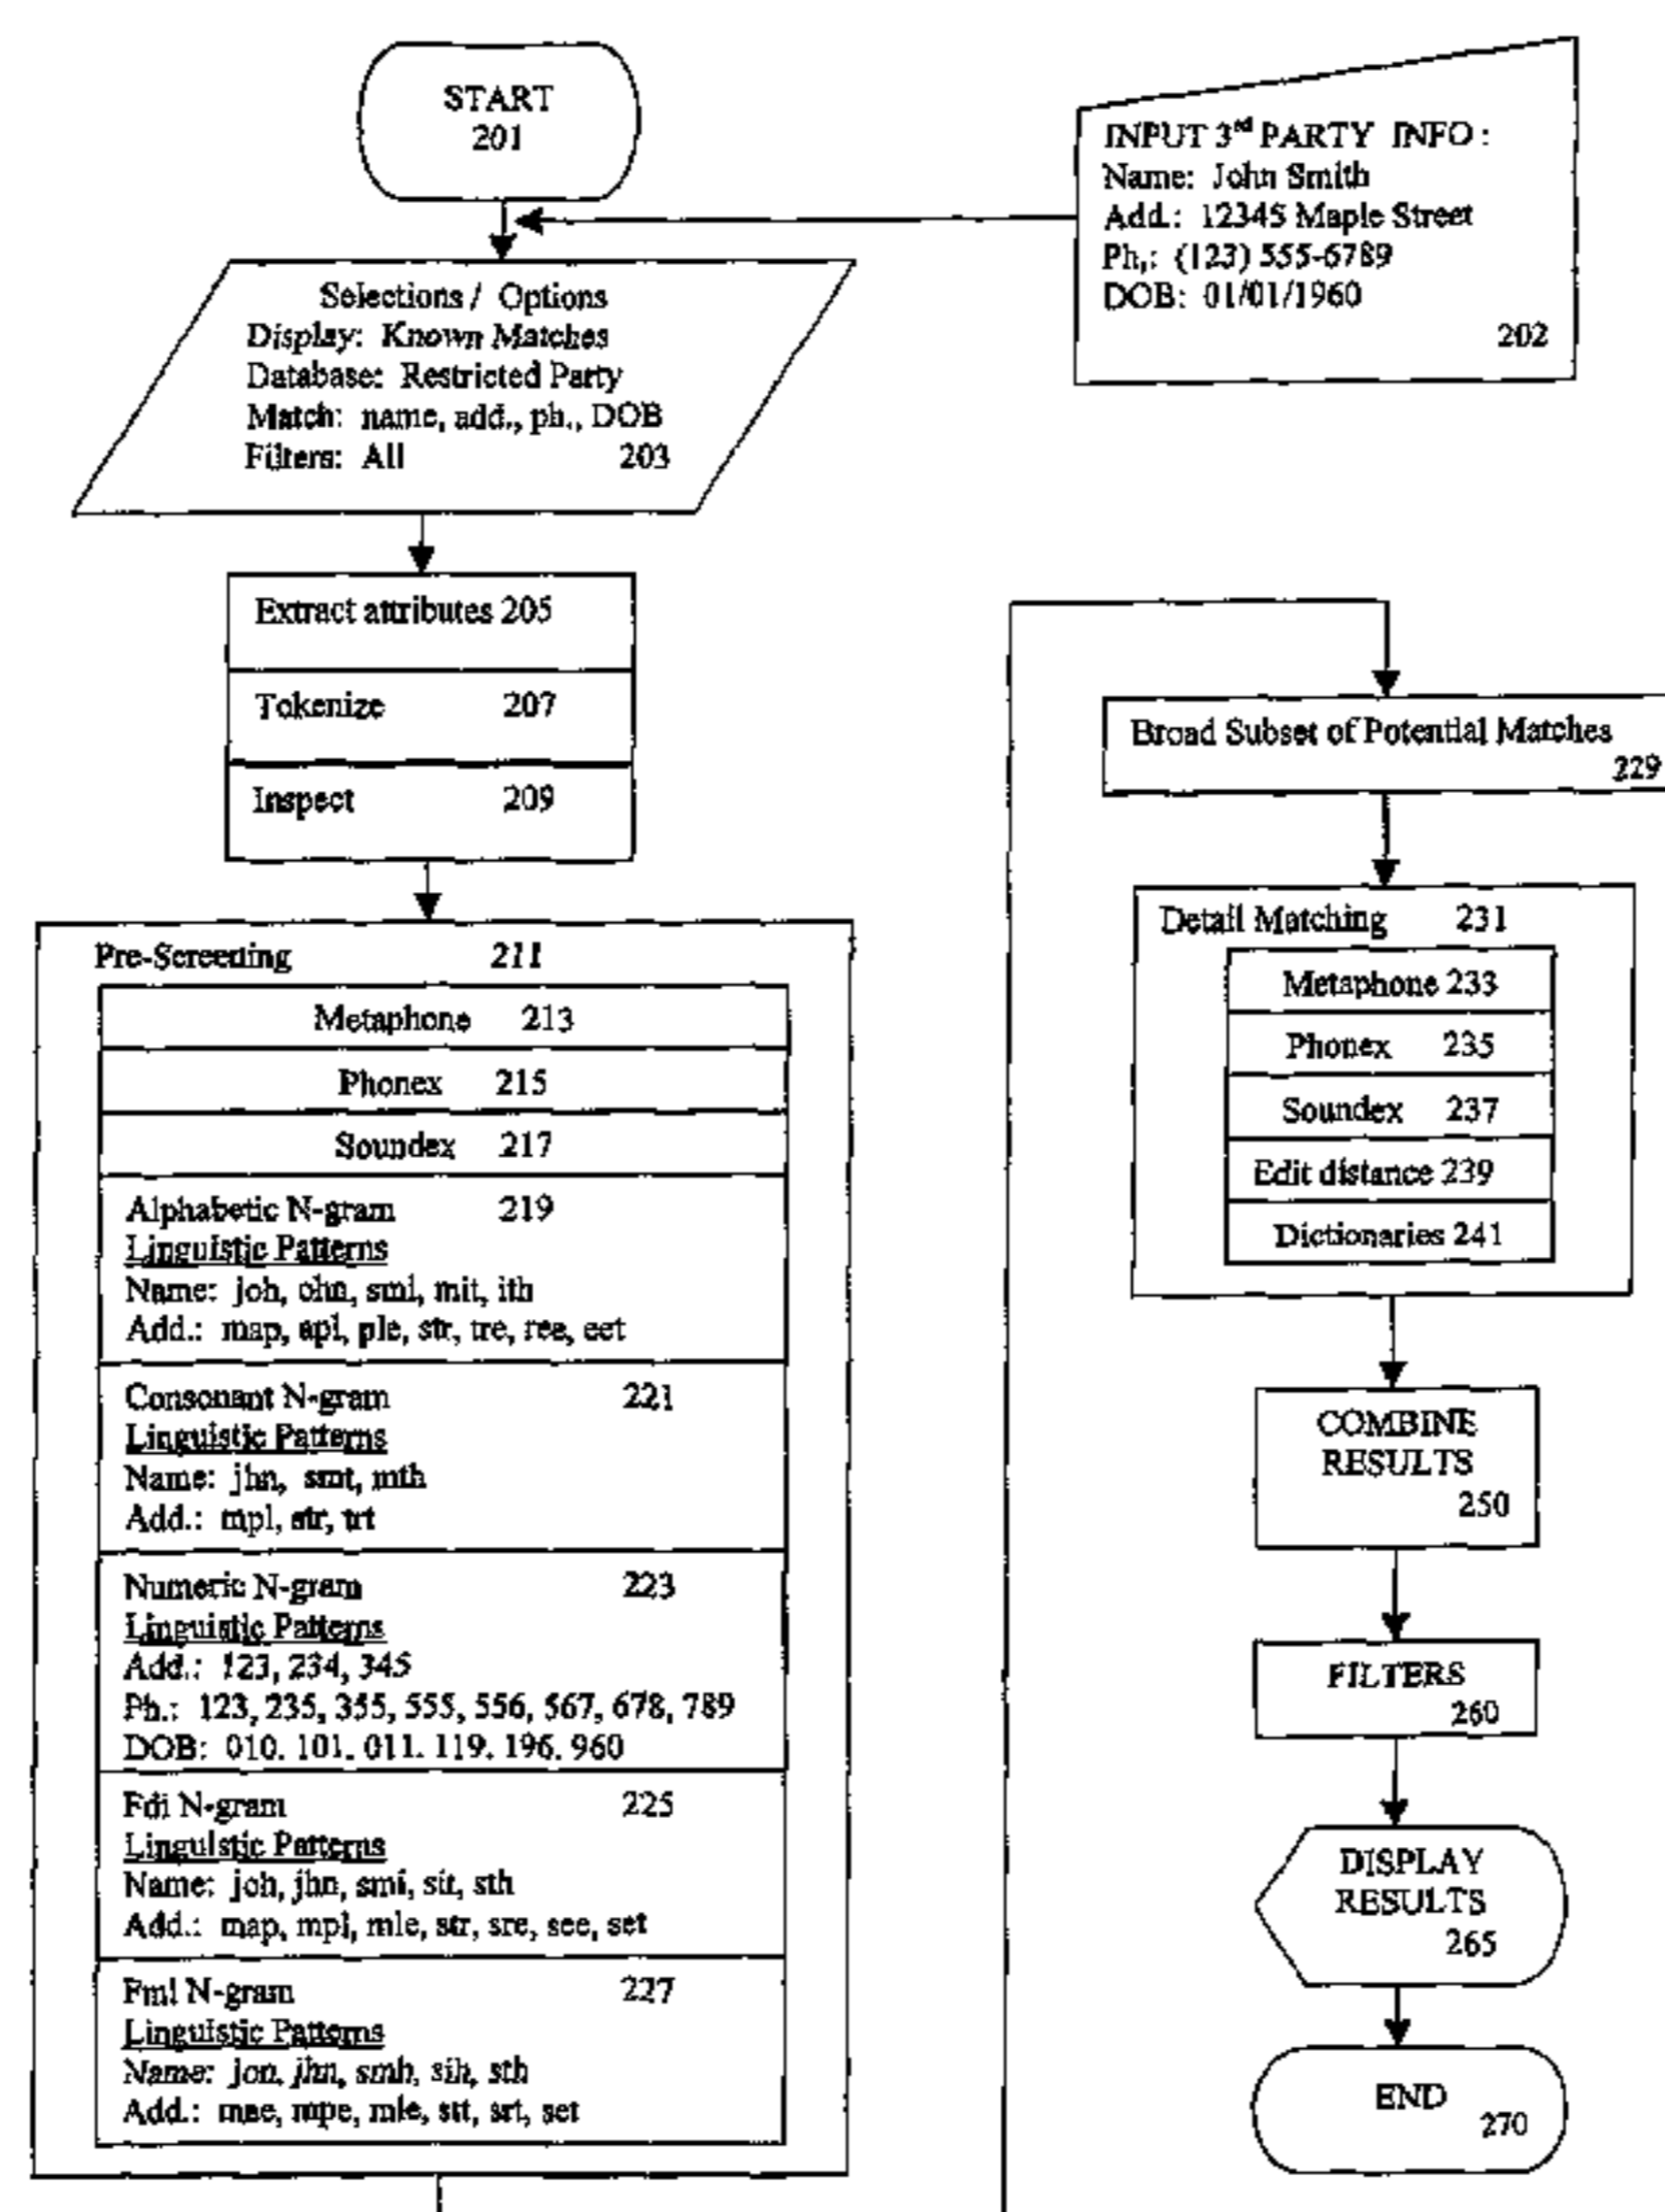 START
201
INPUT 3rd PARTY INFO :
Name: John Smith
Add.: 12345 Maple Street
Ph,: (123) 555-6789
DOB: 01/01/1960
202
Selections / Options
Display: Known Matches
Database: Restricted Party
Match: name, add., ph., DOB
Filters: All 203
Extract attributes 205
Tokenize 207
Inspect 209
Pre-Screening 211
Metaphone 213
Phonex 215
Soundex 217
Alphabetic N-gram 219
Linguistic Patterns
Name: joh, ohn, smi, mit, ith
Add.: map, apl, ple, str, tre, ree, eet
Consonant N-gram 221
Linguistic Patterns
Name: jhn, smt, mth
Add.: mpl, str, trt
Numeric N-gram 223
Linguistic Patterns
Add.: 123, 234, 345
Ph.: 123, 235, 355, 555, 556, 567, 678, 789
DOB: 010. 101. 011. 119. 196. 960
Fdi N-gram 225
Linguistic Patterns
Name: joh, jhn, smi, sit, sth
Add.: map, mpl, mle, str, sre, see, set
Fml N-gram 227
Linguistic Patterns
Name: jon, jhn, smh, sih, sth
Add.: mae, mpe, mle, stt, srt, set
Broad Subset of Potential Matches
229
Detail Matching 231
Metaphone 233
Phonex 235
Soundex 237
Edit distance 239
Dictionaries 241
COMBINE
RESULTS
250
FILTERS
260
DISPLAY
RESULTS
265
END
270